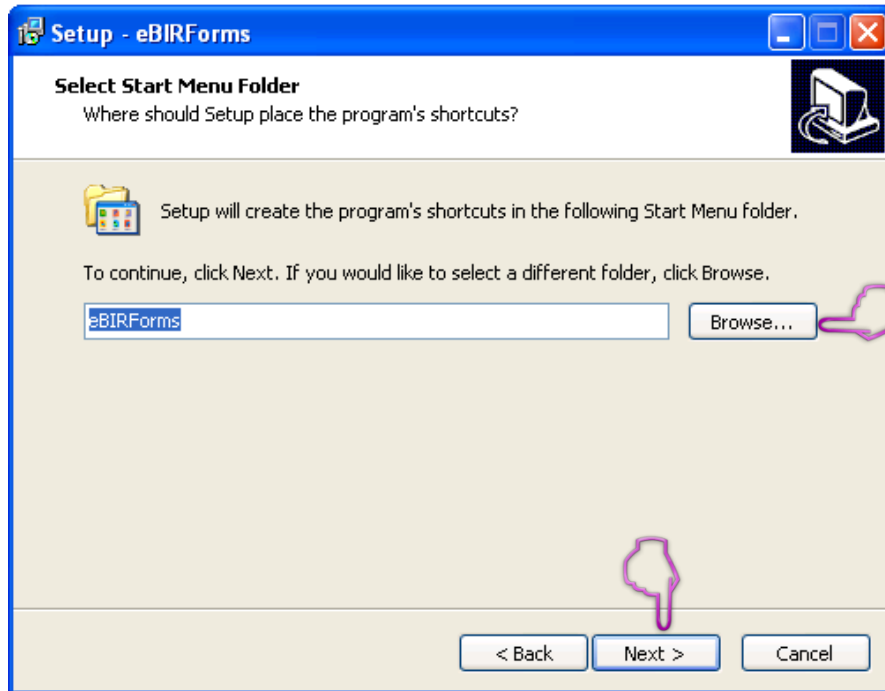 Setup - eBIRForms
Select Start Menu Folder
Where should Setup place the program's shortcuts?
Setup will create the program's shortcuts in the following Start Menu folder.
To continue, click Next. If you would like to select a different folder, click Browse.
eBIRForms
Browse...
< Back
Next >
Cancel